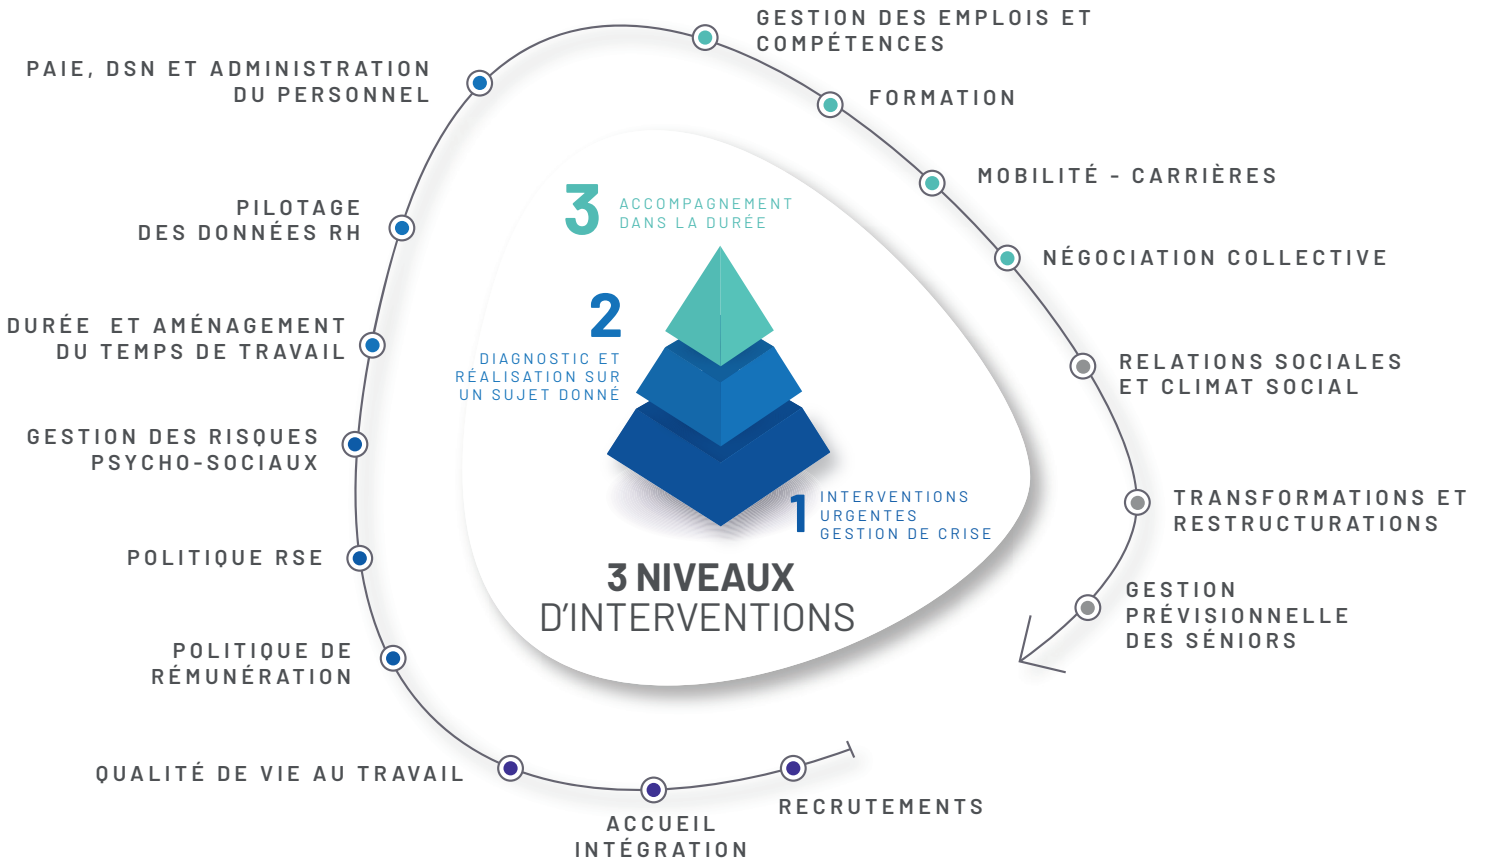 GESTION DES EMPLOIS ET
COMPÉTENCES
PAIE, DSN ET ADMINISTRATION
DU PERSONNEL
FORMATION
MOBILITÉ - CARRIÈRES
PILOTAGE
DES DONNÉES RH
3
ACCOMPAGNEMENT
DANS LA DURÉE
NÉGOCIATION COLLECTIVE
DURÉE ET AMÉNAGEMENT
DU TEMPS DE TRAVAIL
2
DIAGNOSTIC ET
RÉALISATION SUR
UN SUJET DONNÉ
RELATIONS SOCIALES
ET CLIMAT SOCIAL
GESTION DES RISQUES
PSYCHO-SOCIAUX
1
INTERVENTIONS
URGENTES
GESTION DE CRISE
TRANSFORMATIONS ET
RESTRUCTURATIONS
POLITIQUE RSE
3 NIVEAUX
D'INTERVENTIONS
GESTION
PRÉVISIONNELLE
DES SÉNIORS
POLITIQUE DE
RÉMUNÉRATION
QUALITÉ DE VIE AU TRAVAIL
RECRUTEMENTS
ACCUEIL
INTÉGRATION